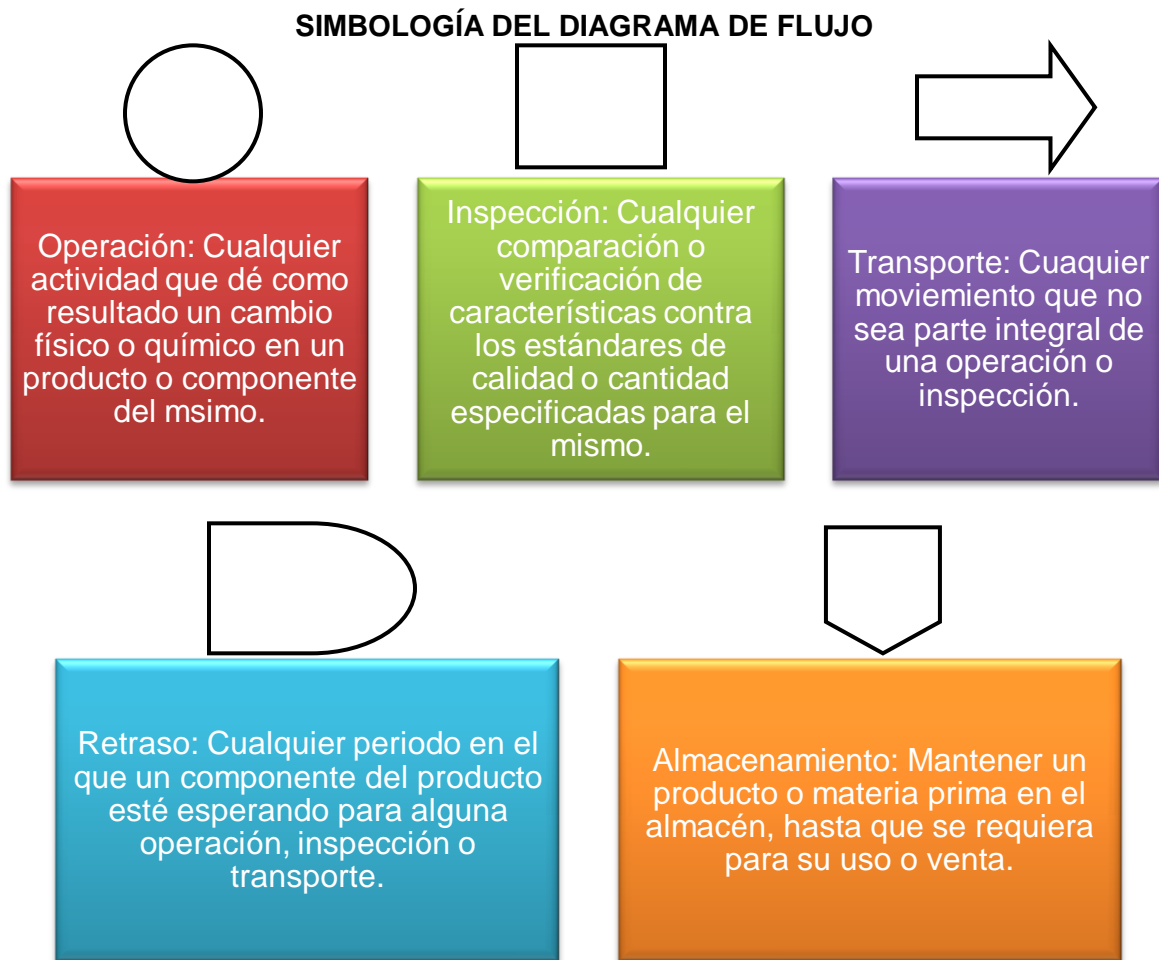 SIMBOLOGÍA DEL DIAGRAMA DE FLUJO
Operación: Cualquier
actividad que dé como
resultado un cambio
físico o químico en un
producto o componente
del msimo.
Inspección: Cualquier
comparación o
verificación de
características contra
los estándares de
calidad o cantidad
especificadas para el
mismo.
Transporte: Cuaquier
moviemiento que no
sea parte integral de
una operación o
inspección.
Retraso: Cualquier periodo en el
que un componente del producto
esté esperando para alguna
operación, inspección o
transporte.
Almacenamiento: Mantener un
producto o materia prima en el
almacén, hasta que se requiera
para su uso o venta.